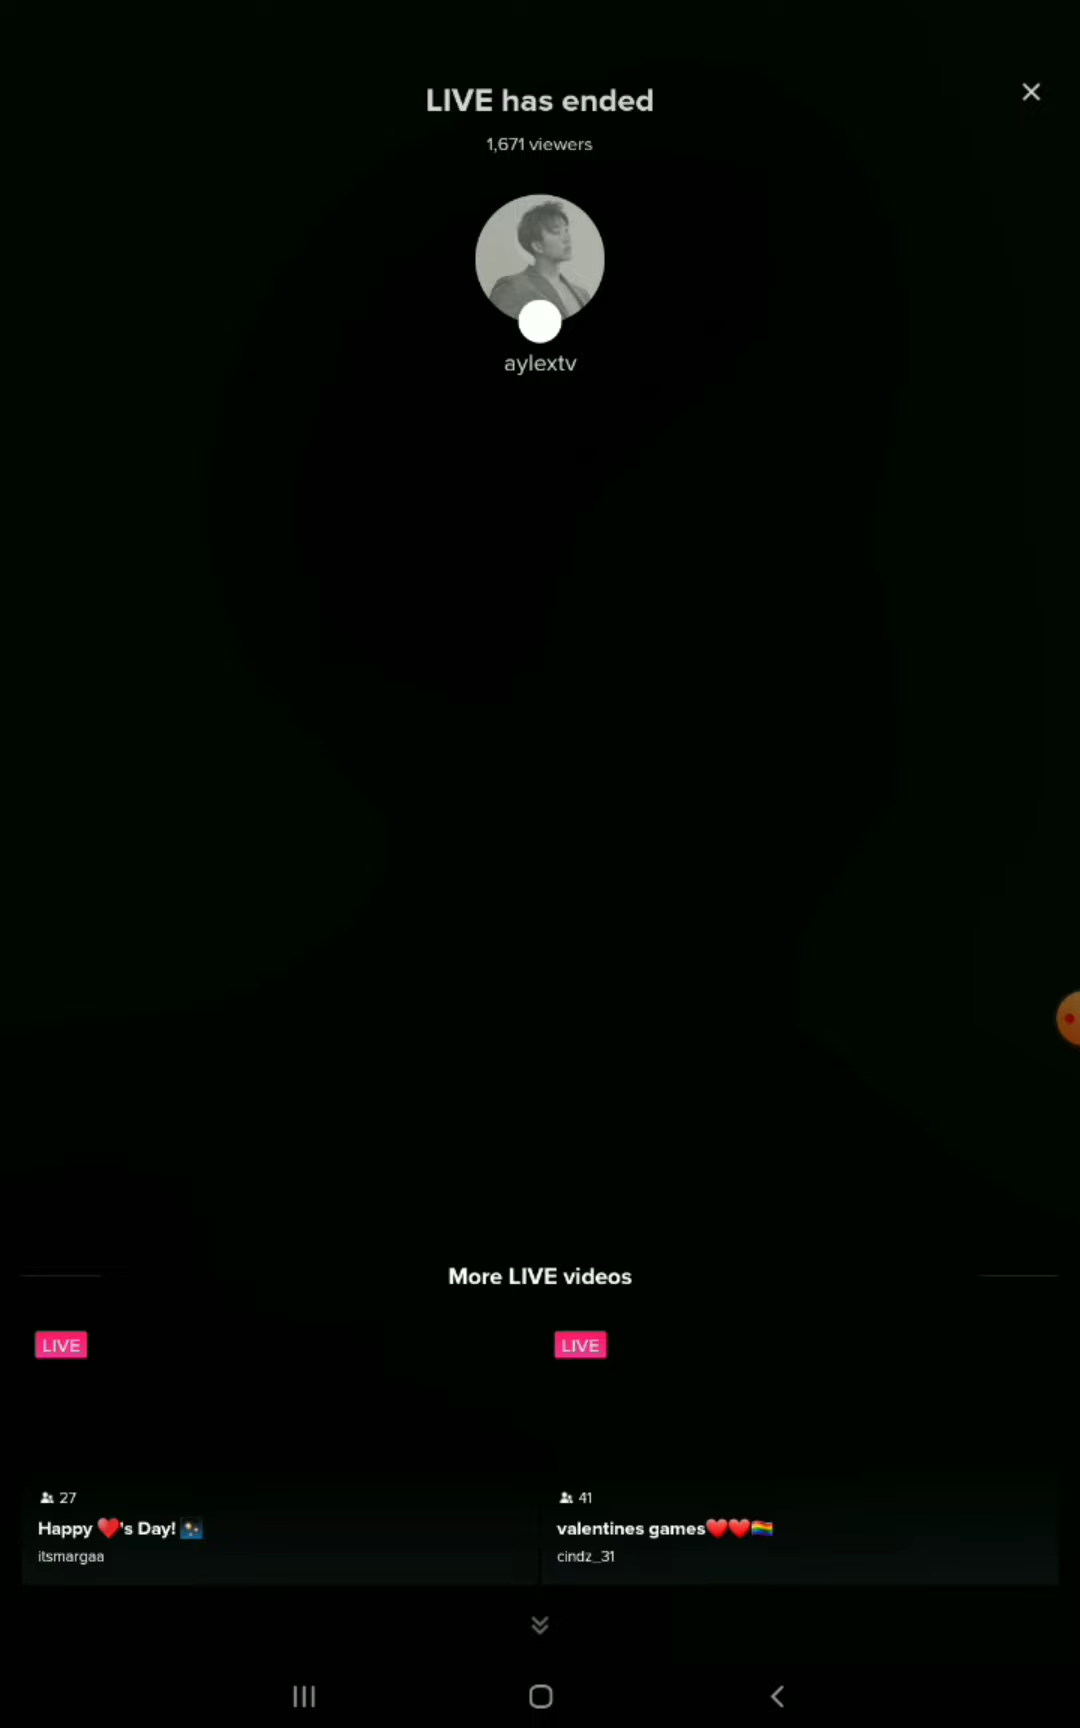 LIVE has ended
1,671 viewers
aylextv
More LIVE videos
LIVE
LIVE
27
41
Happy ❤️'s Day! 🎆
valentines games❤️❤️🏳️‍🌈
itsmargaa
cindz_31